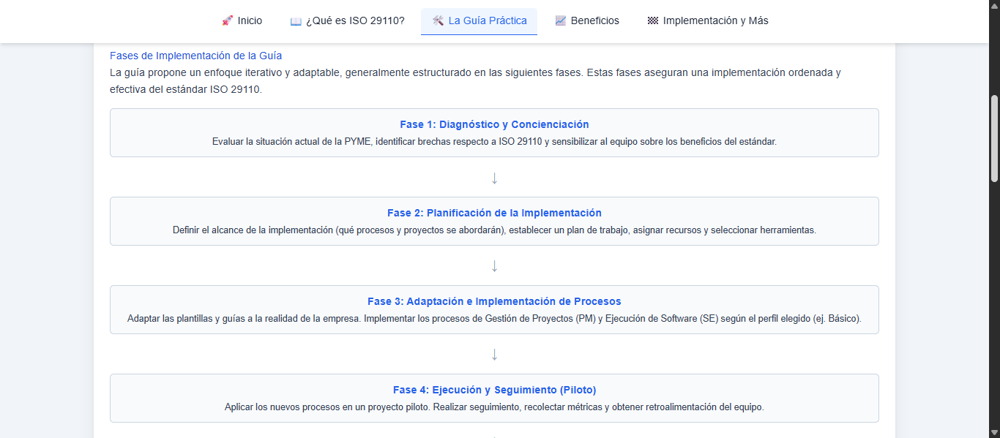 Inicio
¿Qué es ISO 29110?
La Guía Práctica
Beneficios
Implementación y Más
Fases de Implementación de la Guía
La guía propone un enfoque iterativo y adaptable, generalmente estructurado en las siguientes fases. Estas fases aseguran una implementación ordenada y
efectiva del estándar ISO 29110.
Fase 1: Diagnóstico y Concienciación
Evaluar la situación actual de la PYME, identificar brechas respecto a ISO 29110 y sensibilizar al equipo sobre los beneficios del estándar.
↓
Fase 2: Planificación de la Implementación
Definir el alcance de la implementación (qué procesos y proyectos se abordarán), establecer un plan de trabajo, asignar recursos y seleccionar herramientas.
↓
Fase 3: Adaptación e Implementación de Procesos
Adaptar las plantillas y guías a la realidad de la empresa. Implementar los procesos de Gestión de Proyectos (PM) y Ejecución de Software (SE) según el perfil elegido (ej. Básico).
↓
Fase 4: Ejecución y Seguimiento (Piloto)
Aplicar los nuevos procesos en un proyecto piloto. Realizar seguimiento, recolectar métricas y obtener retroalimentación del equipo.